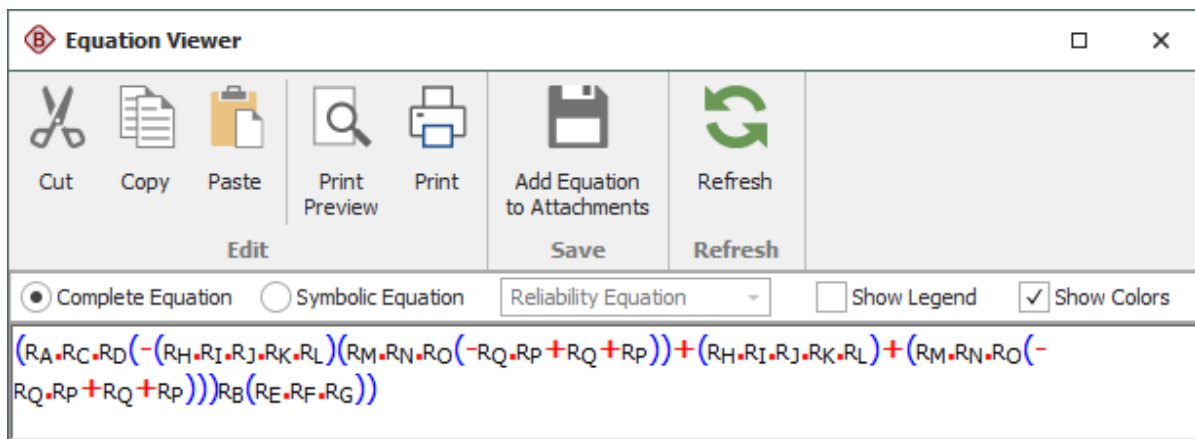 B Equation Viewer
Cut Copy Paste Print Preview Print Add Equation to Attachments Refresh
Edit Save Refresh
Complete Equation Symbolic Equation Reliability Equation Show Legend Show Colors
(RA.RC.RD(-(RH.RI.RJ.RK.RL)(RM.RN.RO(-RQ.RP+RQ+RP))+(RH.RI.RJ.RK.RL)+(RM.RN.RO(-
RQ.RP+RQ+RP)))RB(RE.RF.RG))